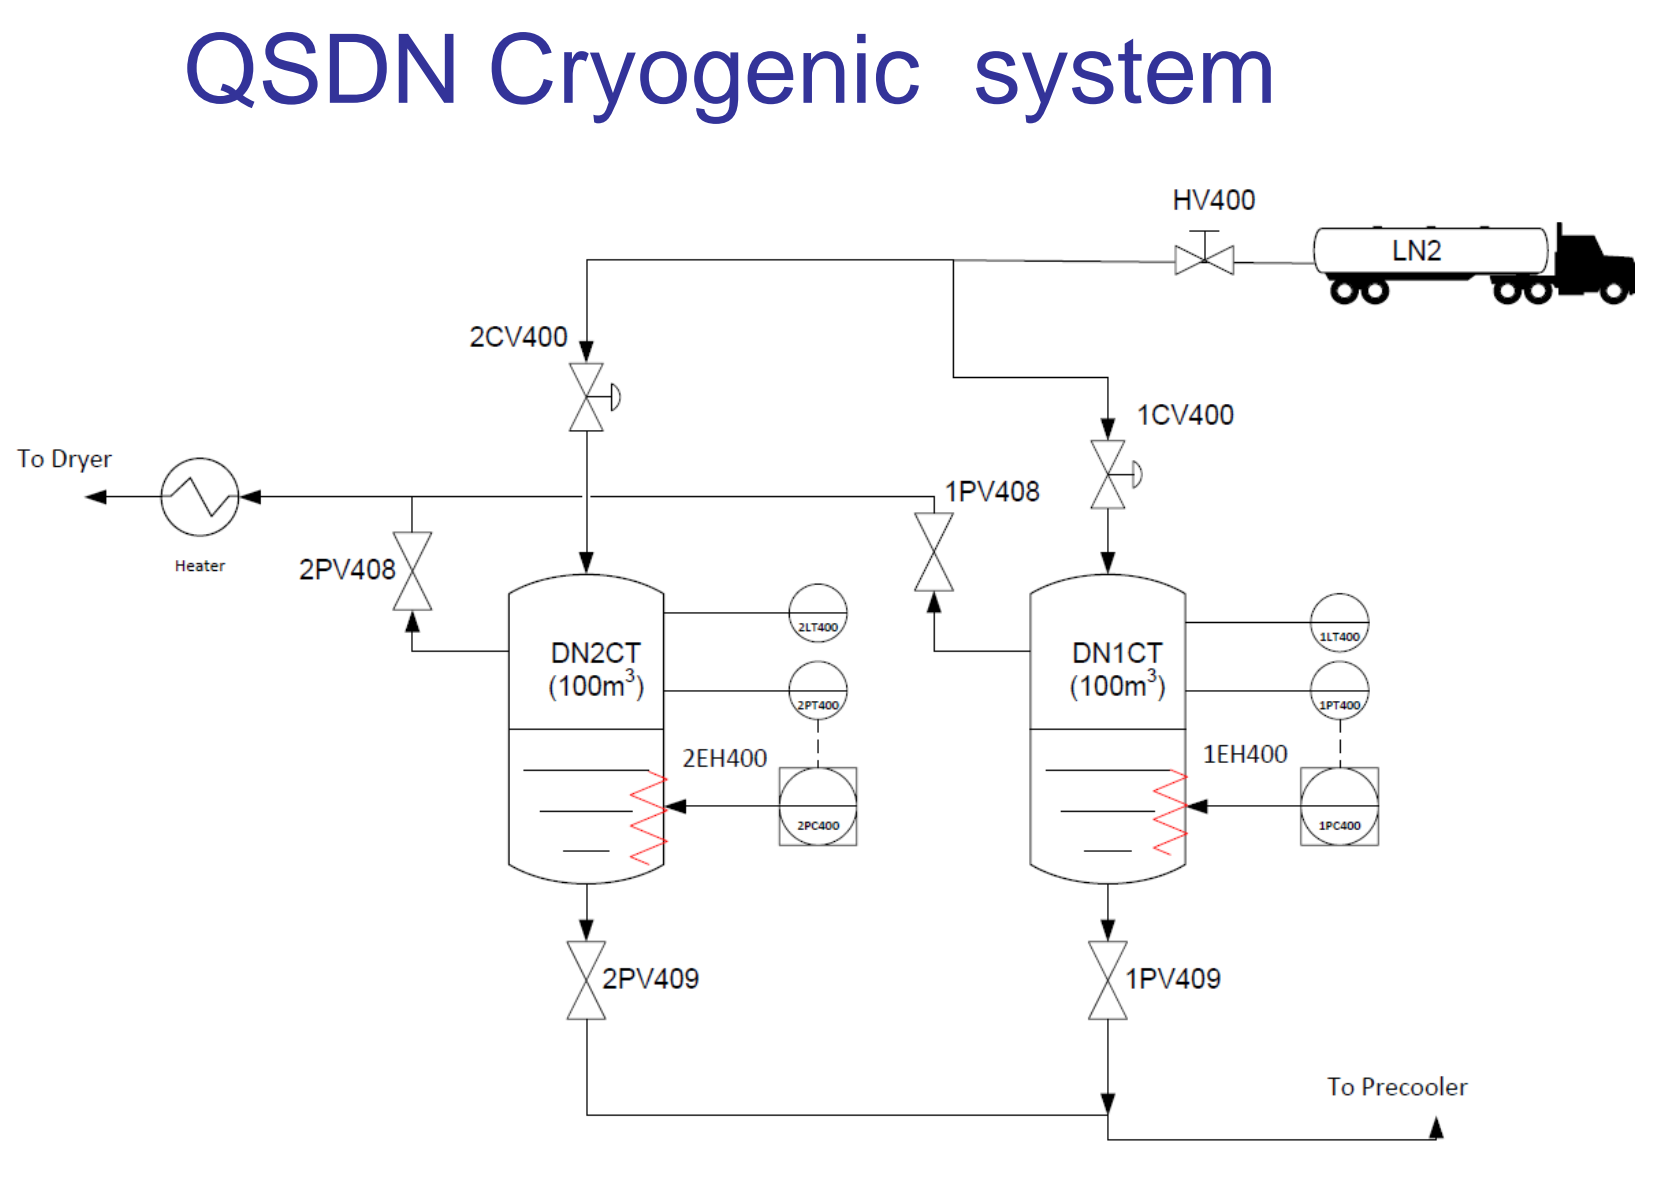 QSDN Cryogenic system
HV400
LN2
2CV400
1CV400
To Dryer
1PV408
Heater
2PV408
2LT400
1LT400
DN2CT
(100m³)
DN1CT
(100m³)
2PT400
1PT400
2EH400
1EH400
2PC400
1PC400
2PV409
1PV409
To Precooler